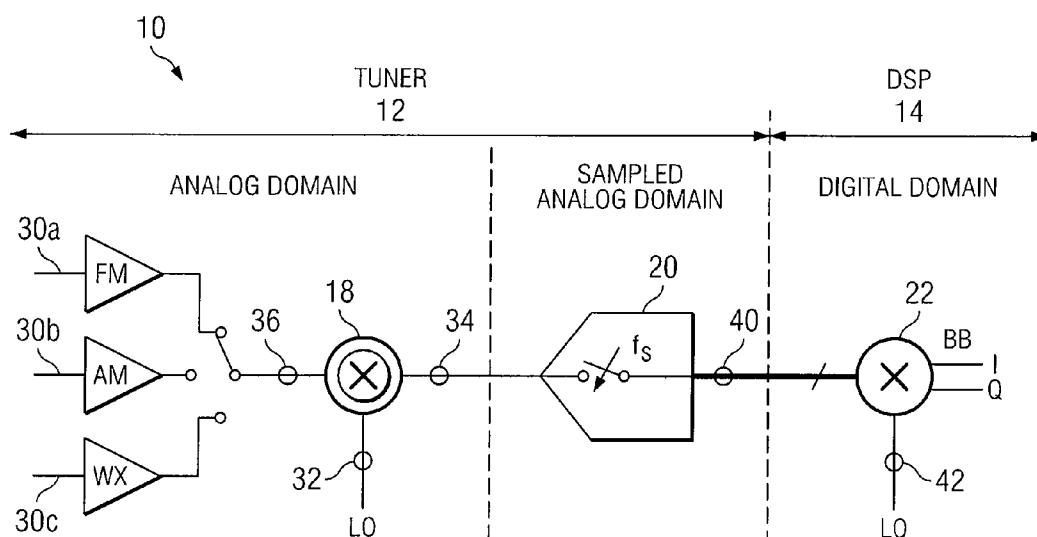 10
TUNER
12
DSP
14
ANALOG DOMAIN
SAMPLED
ANALOG DOMAIN
DIGITAL DOMAIN
30a
FM
30b
AM
30c
WX
36
18
34
32
LO
20
fS
40
22
BB
I
Q
42
LO